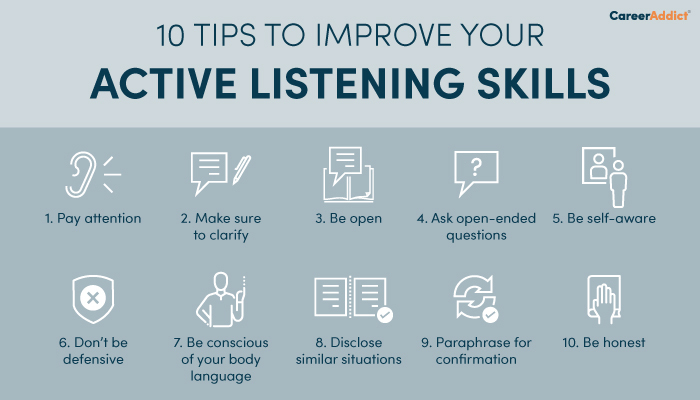 CareerAddict®
10 TIPS TO IMPROVE YOUR
ACTIVE LISTENING SKILLS
?
1. Pay attention
2. Make sure
to clarify
3. Be open
4. Ask open-ended
questions
5. Be self-aware
6. Don't be
defensive
7. Be conscious
of your body
language
8. Disclose
similar situations
9. Paraphrase for
confirmation
10. Be honest